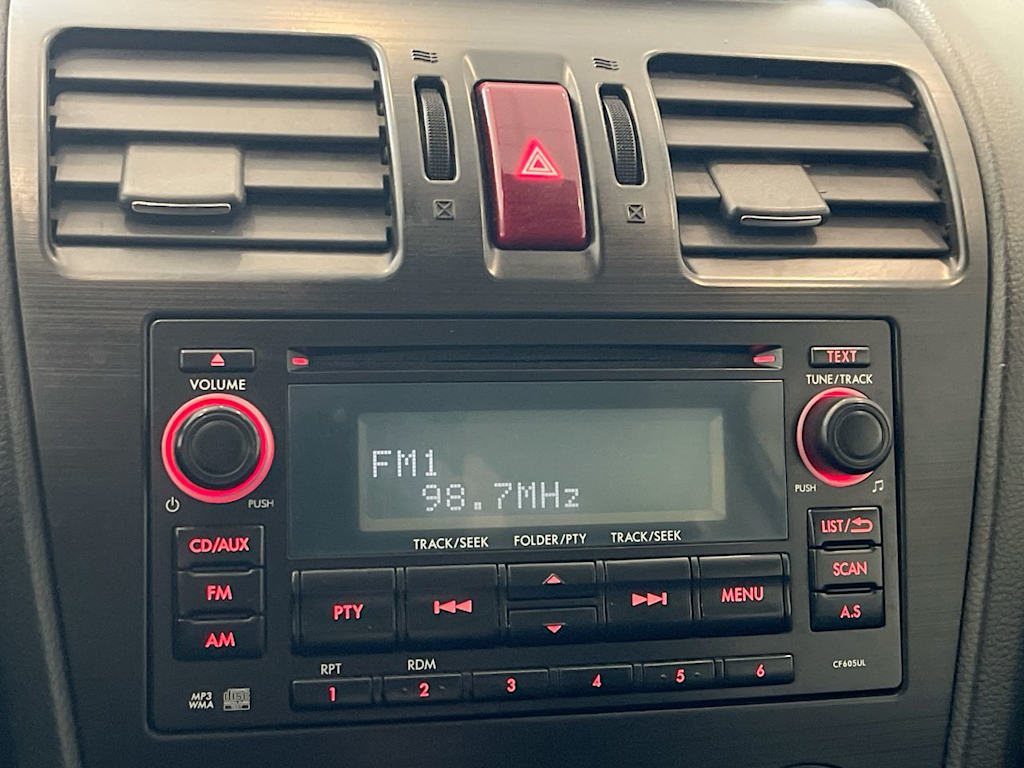 TEXT
VOLUME
TUNE/TRACK
FM1
98.7MHz
PUSH
PUSH
TRACK/SEEK FOLDER/PTY TRACK/SEEK
CD/AUX
LIST/
FM
SCAN
PTY
MENU
A.S
AM
RPT RDM
1 2 3 4 5 6
CF605UL
MP3
WMA